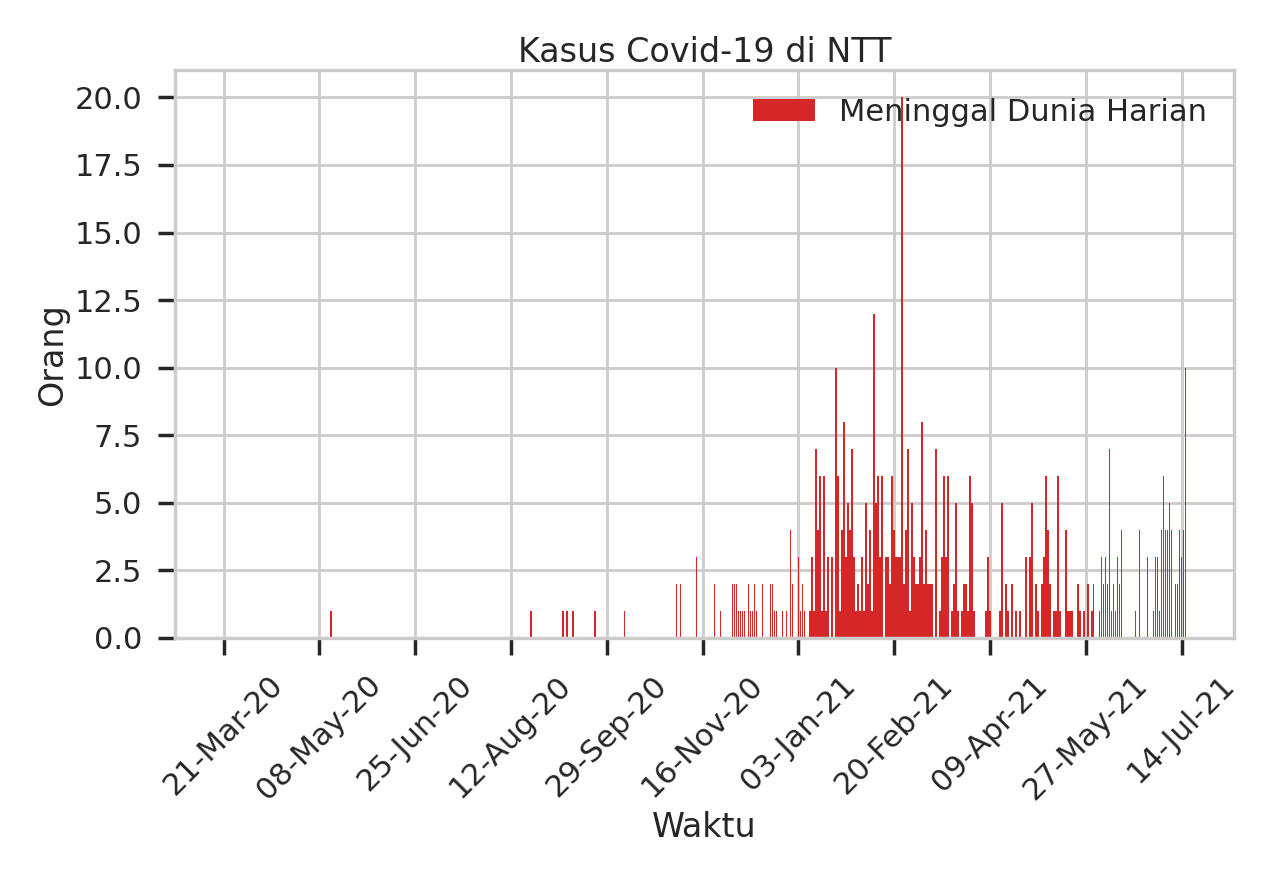 Kasus Covid-19 di NTT
Meninggal Dunia Harian
Orang
20.0
17.5
15.0
12.5
10.0
7.5
5.0
2.5
0.0
21-Mar-20
08-May-20
25-Jun-20
12-Aug-20
29-Sep-20
16-Nov-20
03-Jan-21
20-Feb-21
09-Apr-21
27-May-21
14-Jul-21
Waktu